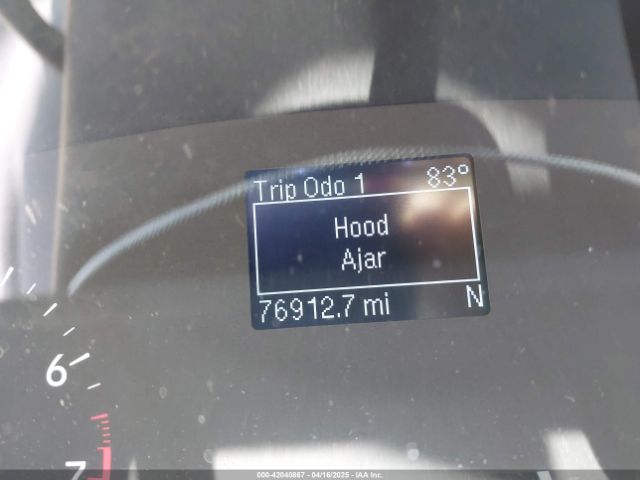 Trip Odo 1 83°
Hood
Ajar
76912.7 mi N
6
7
000-42040867 - 04/16/2025 - IAA, Inc.